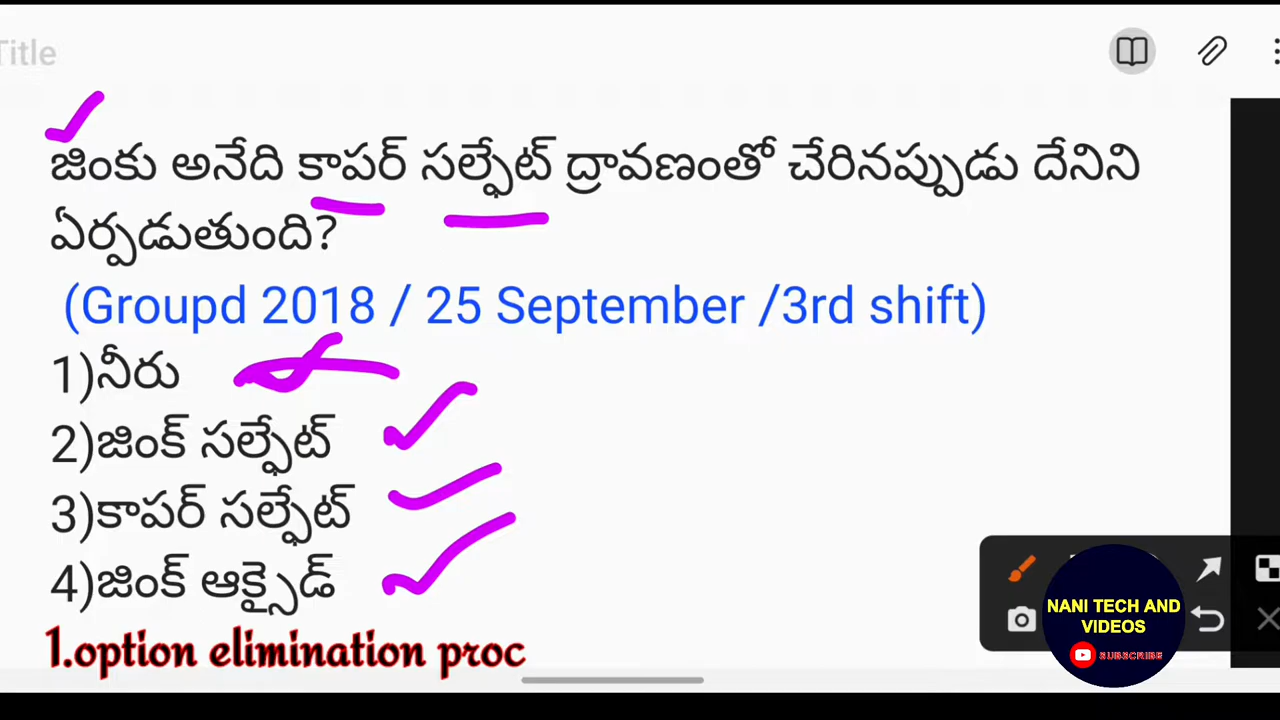 Title
జింకు అనేది కాపర్ సల్ఫేట్ ద్రావణంతో చేరినప్పుడు దేనిని
ఏర్పడుతుంది?
(Groupd 2018 / 25 September /3rd shift)
1)నీరు
2)జింక్ సల్ఫేట్
3)కాపర్ సల్ఫేట్
4)జింక్ ఆక్సైడ్
1.option elimination proc
NANI TECH AND
VIDEOS
SUBSCRIBE